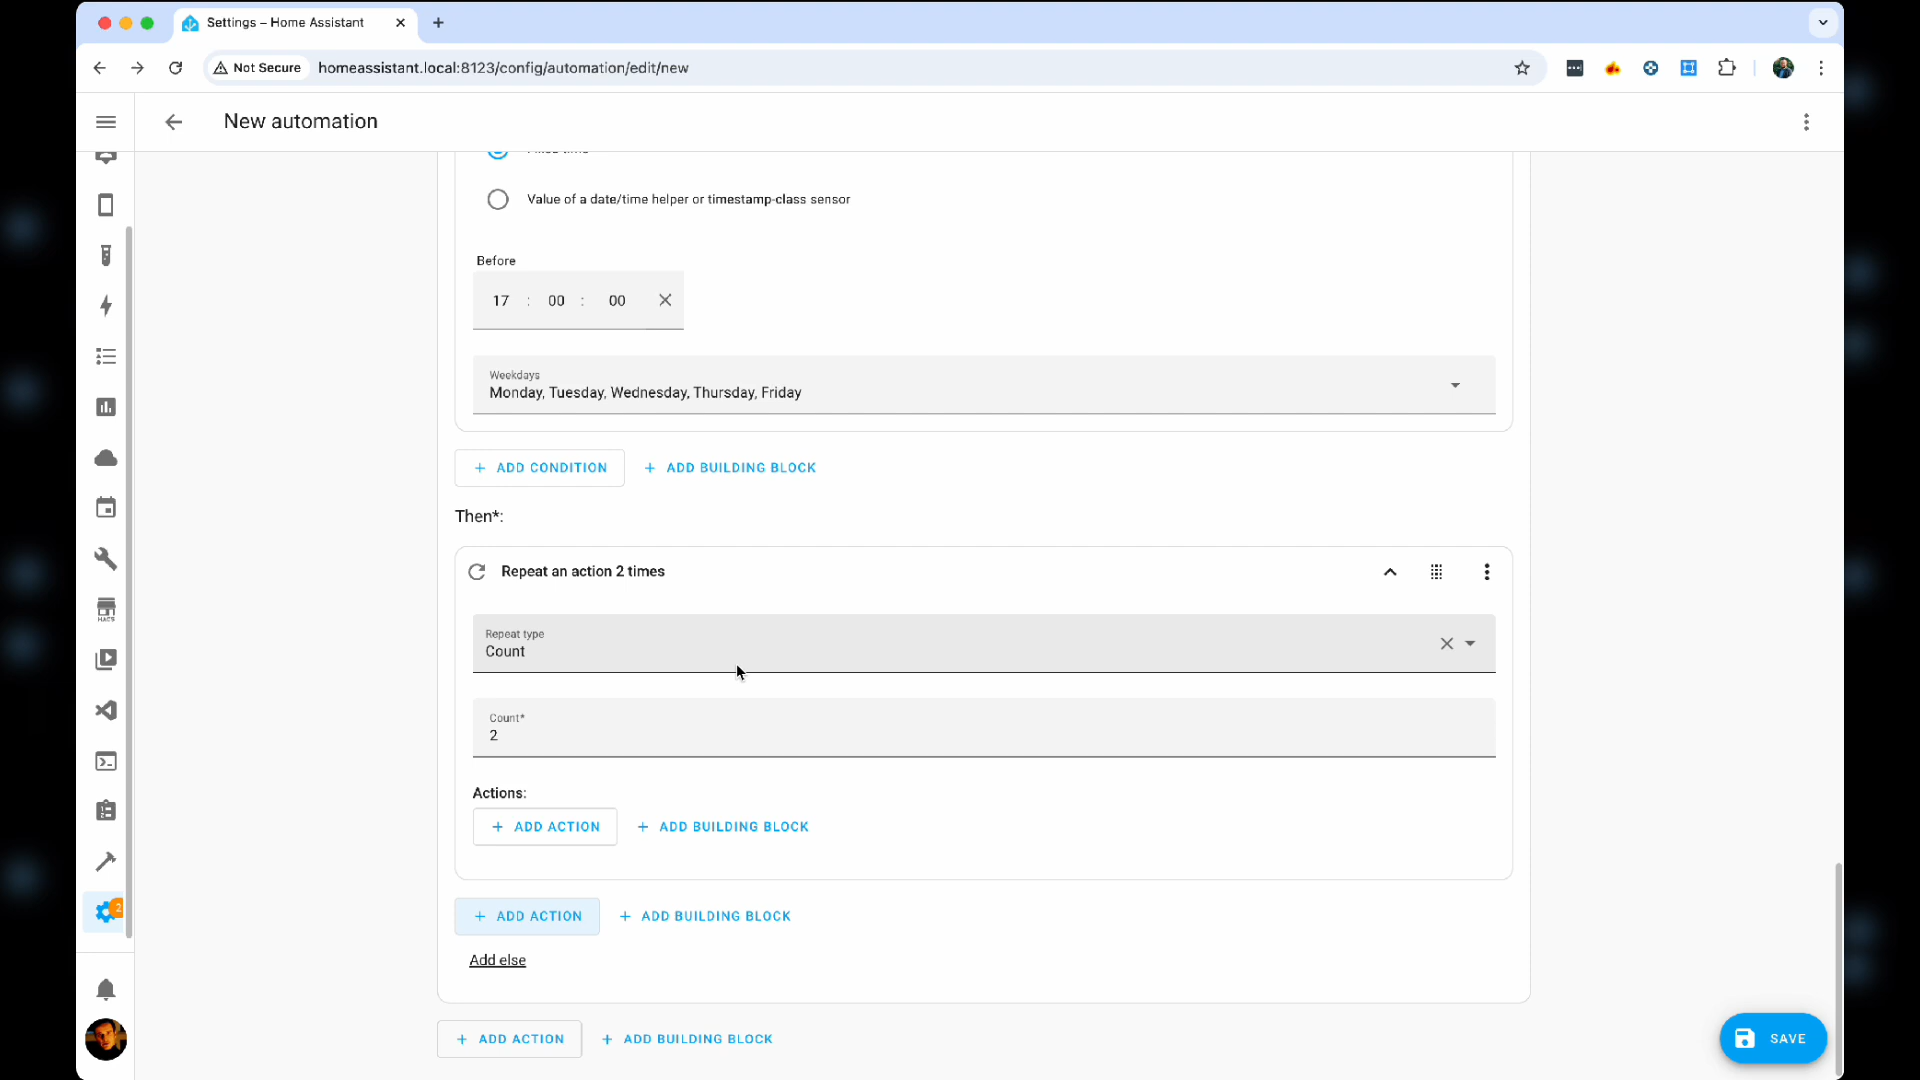 Settings – Home Assistant
Not Secure
homeassistant.local:8123/config/automation/edit/new
New automation
Value of a date/time helper or timestamp-class sensor
Before
17 : 00 : 00
Weekdays
Monday, Tuesday, Wednesday, Thursday, Friday
ADD CONDITION
ADD BUILDING BLOCK
Then*:
Repeat an action 2 times
Repeat type
Count
Count*
2
Actions:
ADD ACTION
ADD BUILDING BLOCK
ADD ACTION
ADD BUILDING BLOCK
Add else
ADD ACTION
ADD BUILDING BLOCK
HACS
2
SAVE